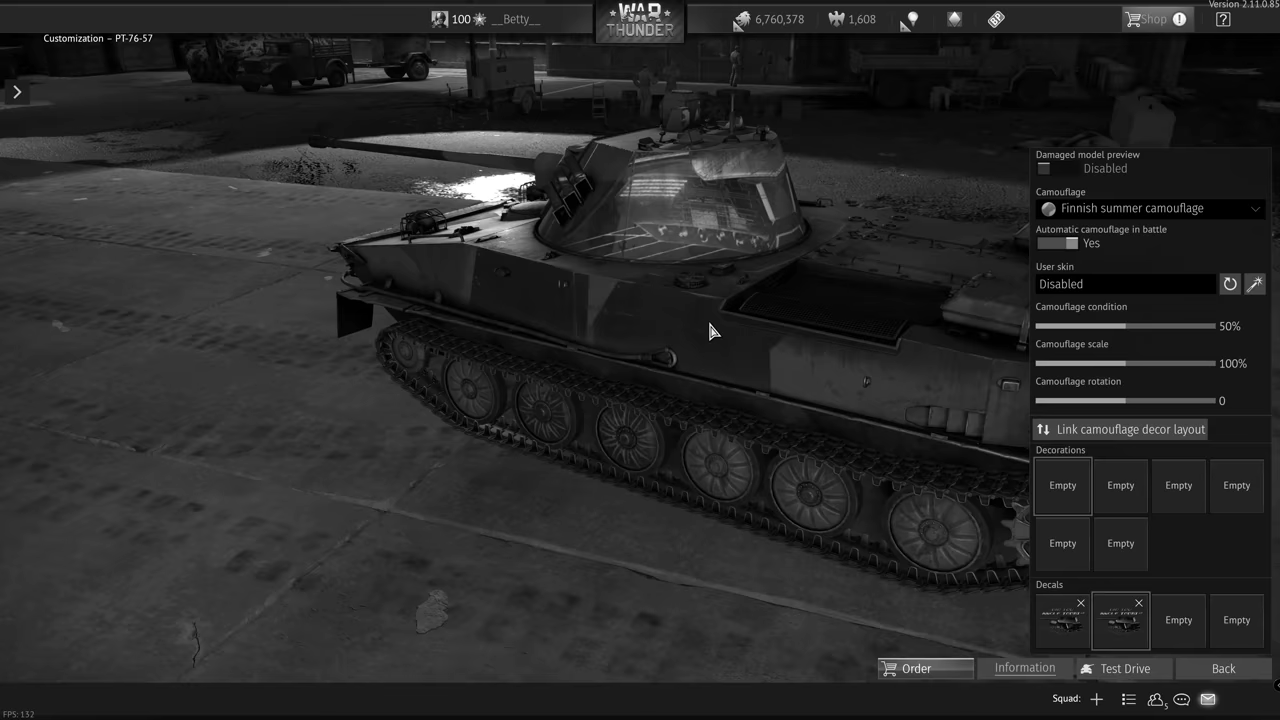 Version 2.11.0.85
100 __Betty__
WAR
THUNDER
6,760,378
1,608
Shop
Customization – PT-76-57
Damaged model preview
Disabled
Camouflage
Finnish summer camouflage
Automatic camouflage in battle
Yes
User skin
Disabled
Camouflage condition
50%
Camouflage scale
100%
Camouflage rotation
0
Link camouflage decor layout
Decorations
Empty Empty Empty Empty
Empty Empty
Decals
Empty Empty
Order Information Test Drive Back
Squad: 5
FPS: 132